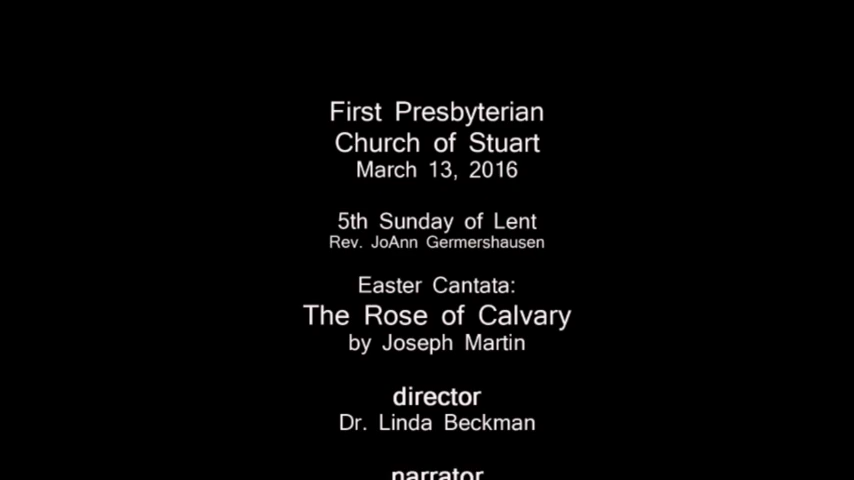 First Presbyterian
Church of Stuart
March 13, 2016
5th Sunday of Lent
Rev. JoAnn Germershausen
Easter Cantata:
The Rose of Calvary
by Joseph Martin
director
Dr. Linda Beckman
narrator